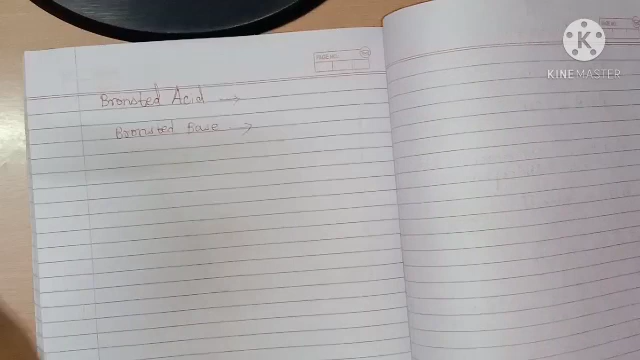 K
KINEMASTER
Bronsted Acid →
Bronsted Base →